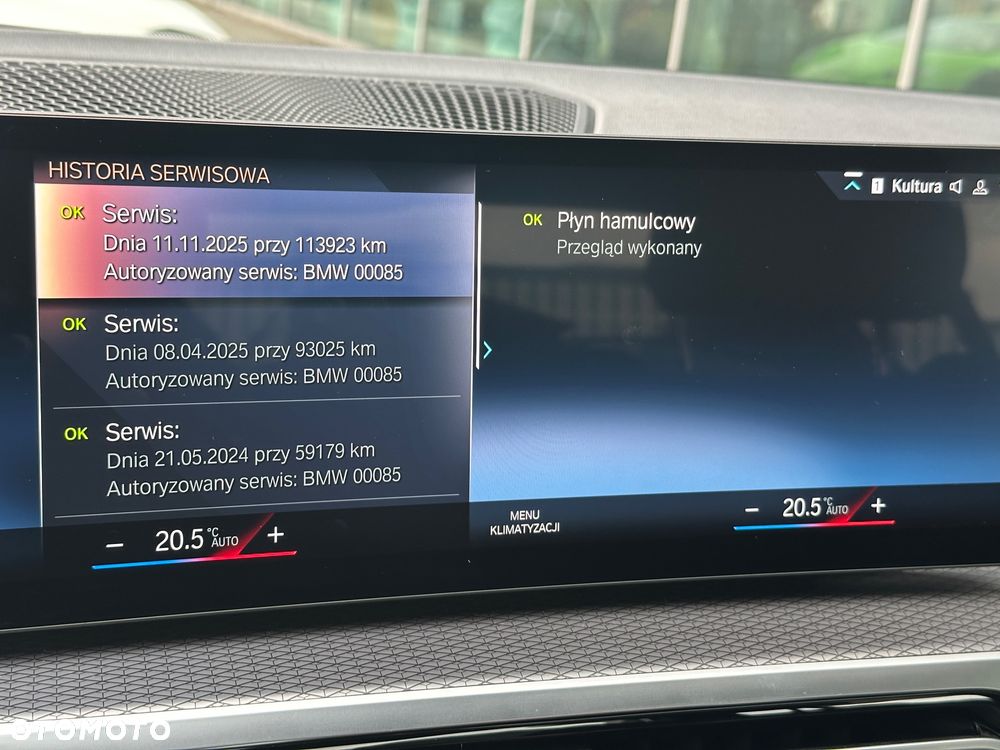 HISTORIA SERWISOWA
OK Serwis:
Dnia 11.11.2025 przy 113923 km
Autoryzowany serwis: BMW 00085
OK Serwis:
Dnia 08.04.2025 przy 93025 km
Autoryzowany serwis: BMW 00085
OK Serwis:
Dnia 21.05.2024 przy 59179 km
Autoryzowany serwis: BMW 00085
1 Kultura
OK Płyn hamulcowy
Przegląd wykonany
− 20.5 °C AUTO +
MENU
KLIMATYZACJI
− 20.5 °C AUTO +
OTOMOTO